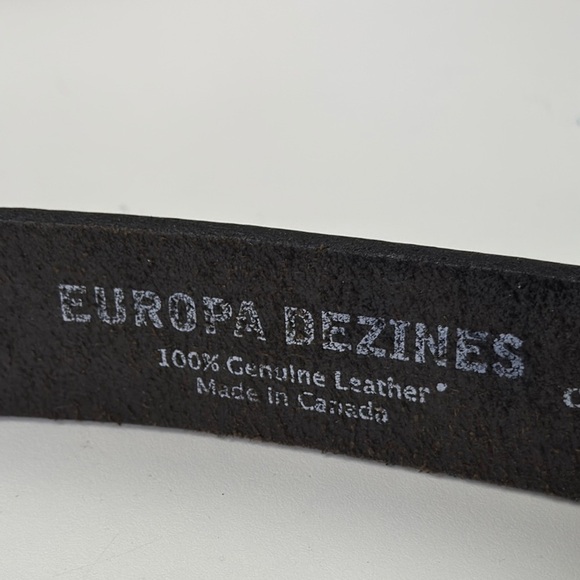 EUROPA DEZINES
100% Genuine Leather
Made in Canada